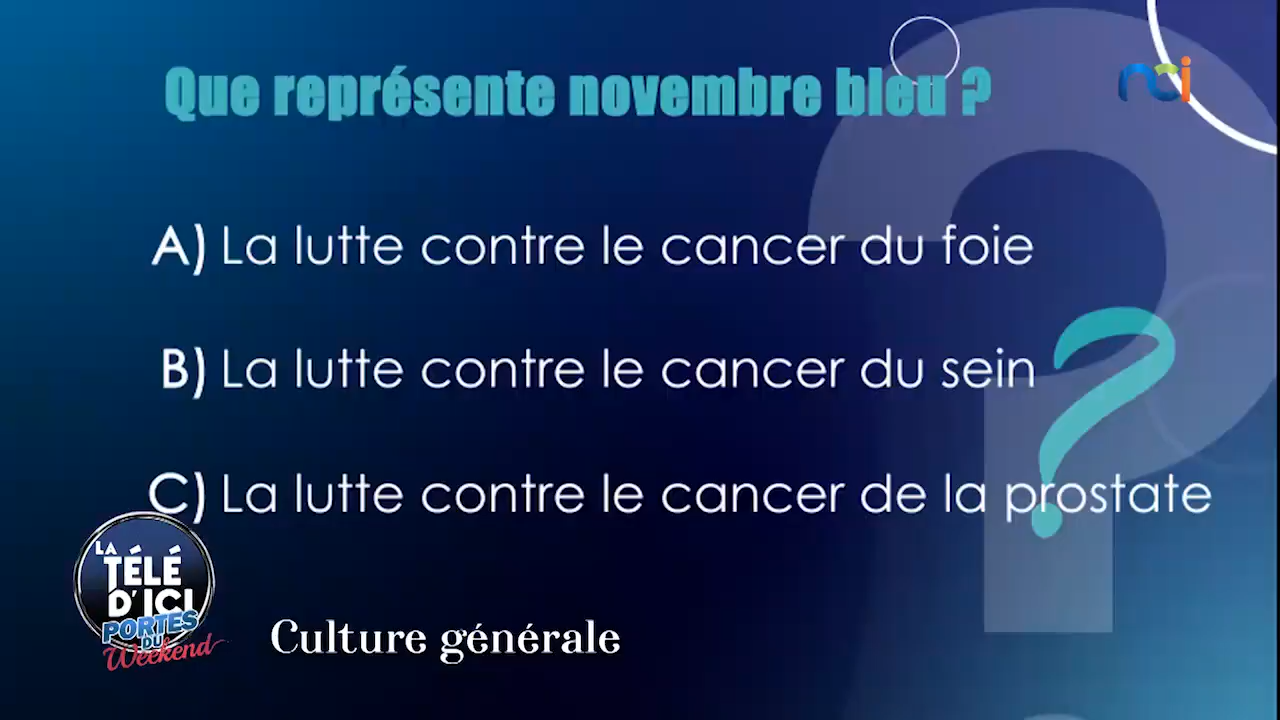 Que représente novembre bleu ?
nci
A) La lutte contre le cancer du foie
B) La lutte contre le cancer du sein
C) La lutte contre le cancer de la prostate
LA
TÉLÉ
D'ICI
PORTES
DU
Weekend
Culture générale